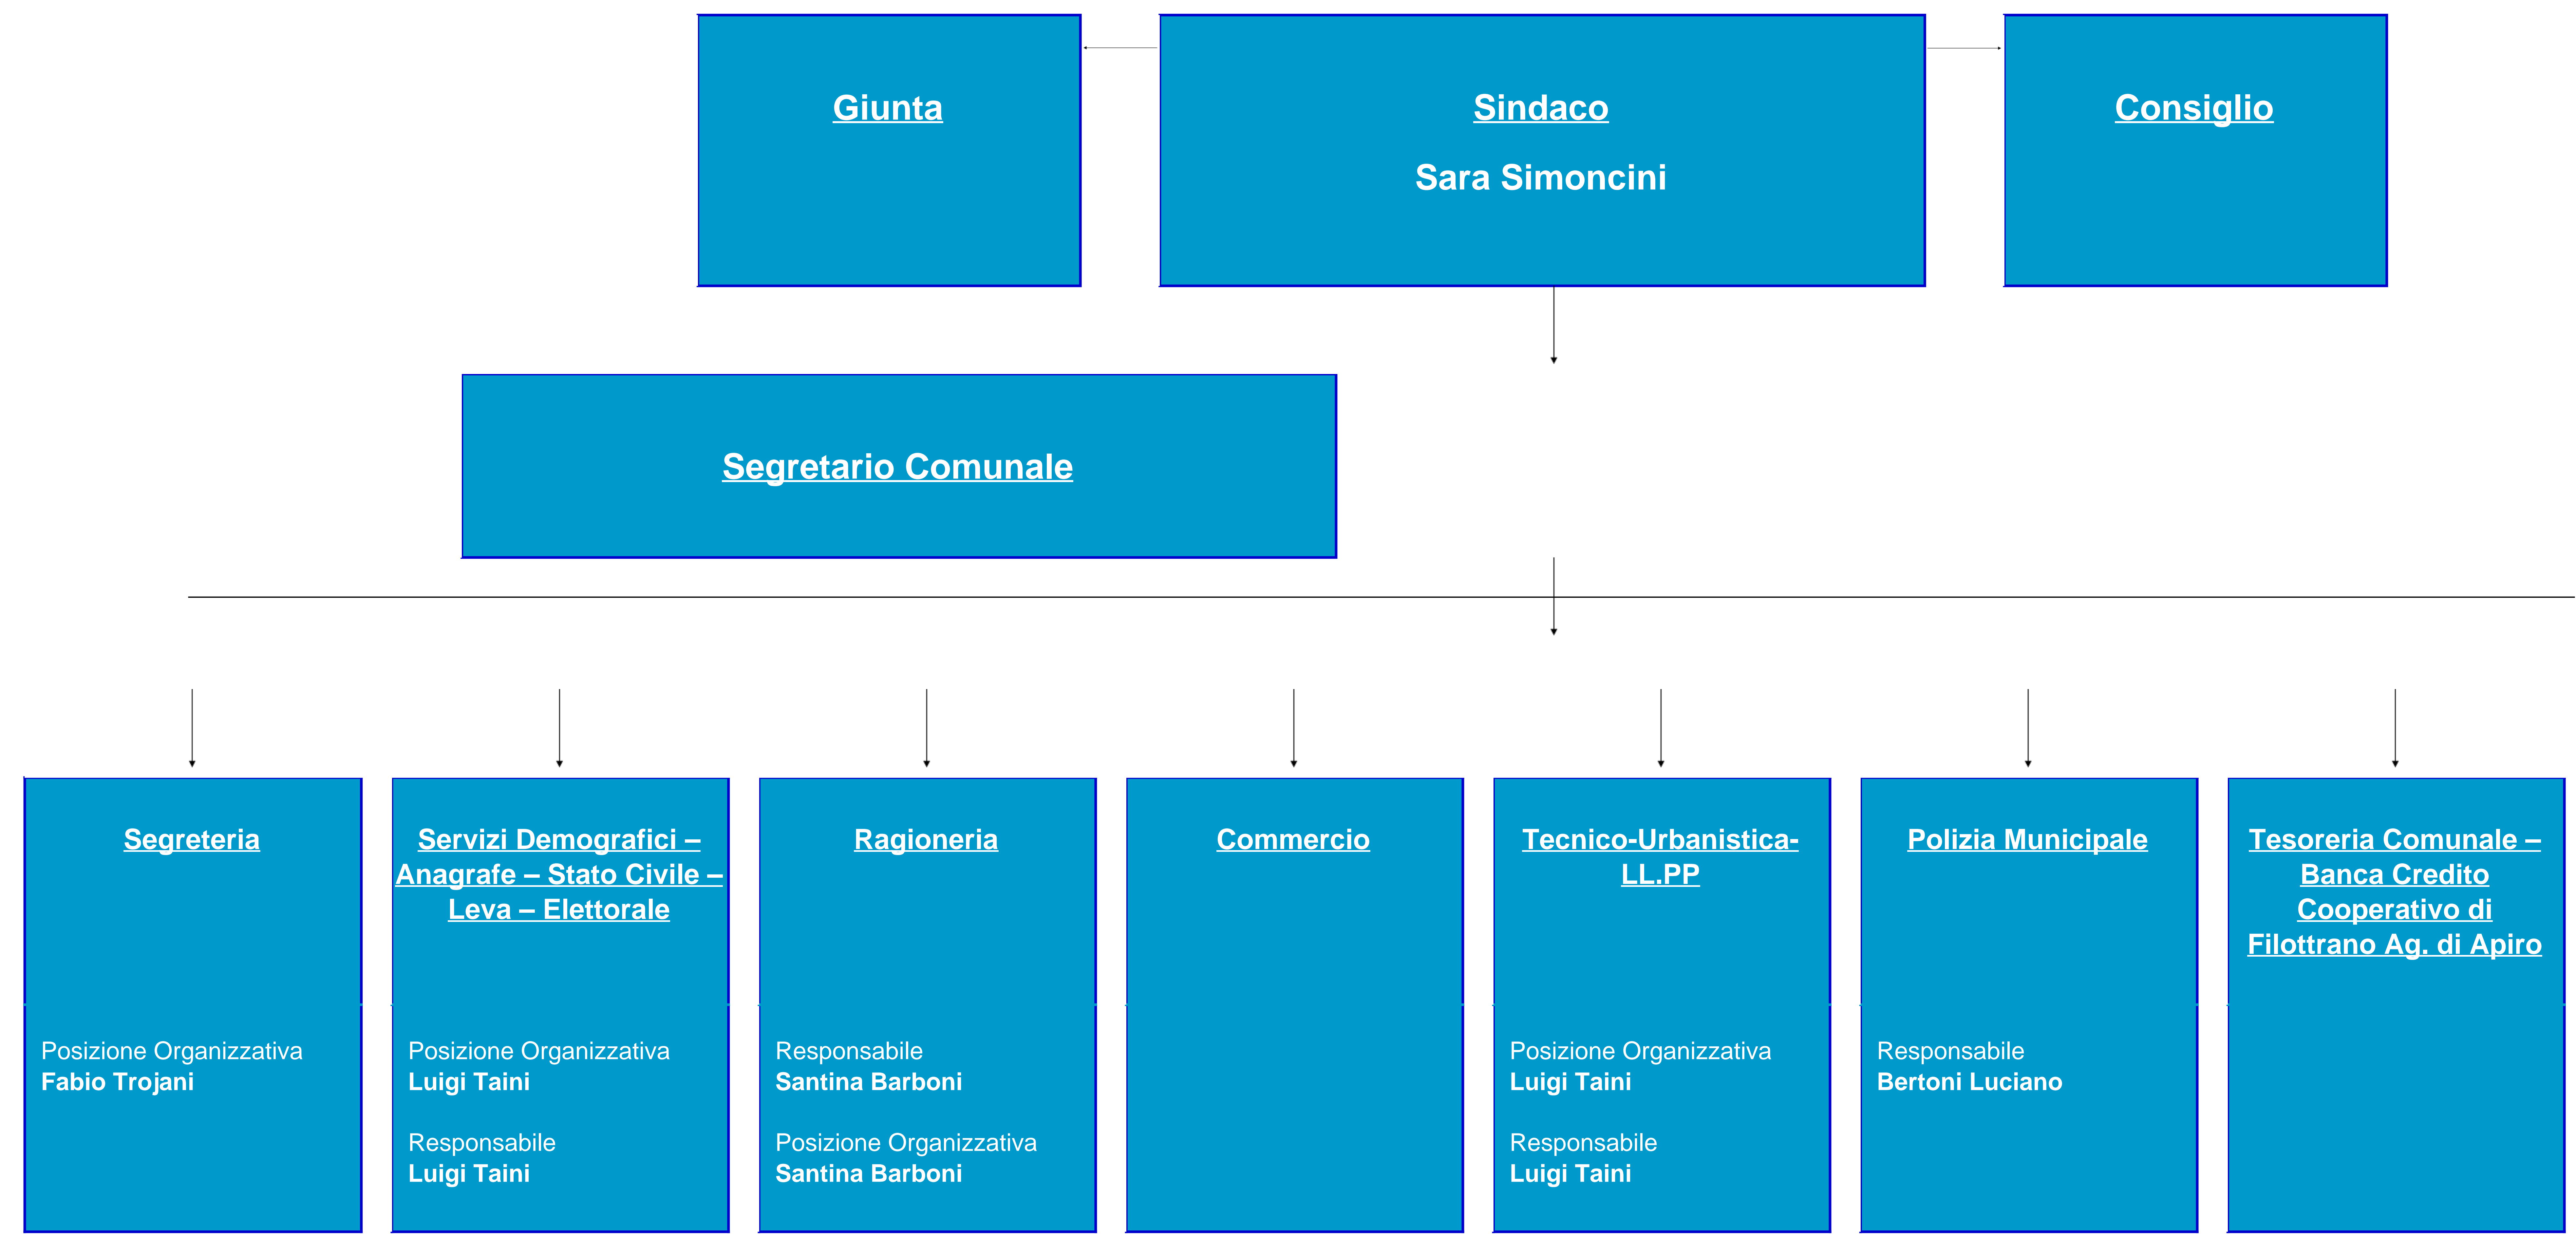 Giunta
Sindaco
Sara Simoncini
Consiglio
Segretario Comunale
Segreteria
Posizione Organizzativa
Fabio Trojani
Servizi Demografici –
Anagrafe – Stato Civile –
Leva – Elettorale
Posizione Organizzativa
Luigi Taini
Responsabile
Luigi Taini
Ragioneria
Responsabile
Santina Barboni
Posizione Organizzativa
Santina Barboni
Commercio
Tecnico-Urbanistica-
LL.PP
Posizione Organizzativa
Luigi Taini
Responsabile
Luigi Taini
Polizia Municipale
Responsabile
Bertoni Luciano
Tesoreria Comunale –
Banca Credito
Cooperativo di
Filottrano Ag. di Apiro